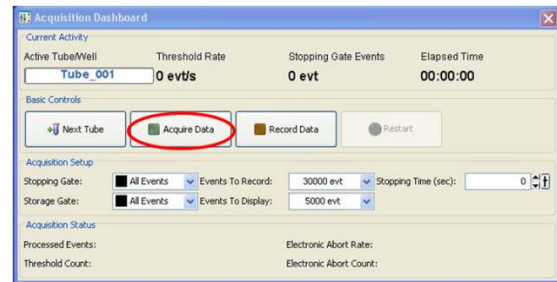 Acquisition Dashboard
Current Activity
Active Tube/Well Threshold Rate Stopping Gate Events Elapsed Time
Tube_001 0 evt/s 0 evt 00:00:00
Basic Controls
Next Tube Acquire Data Record Data Restart
Acquisition Setup
Stopping Gate: All Events Events To Record: 30000 evt Stopping Time (sec): 0
Storage Gate: All Events Events To Display: 5000 evt
Acquisition Status
Processed Events: Electronic Abort Rate:
Threshold Count: Electronic Abort Count: